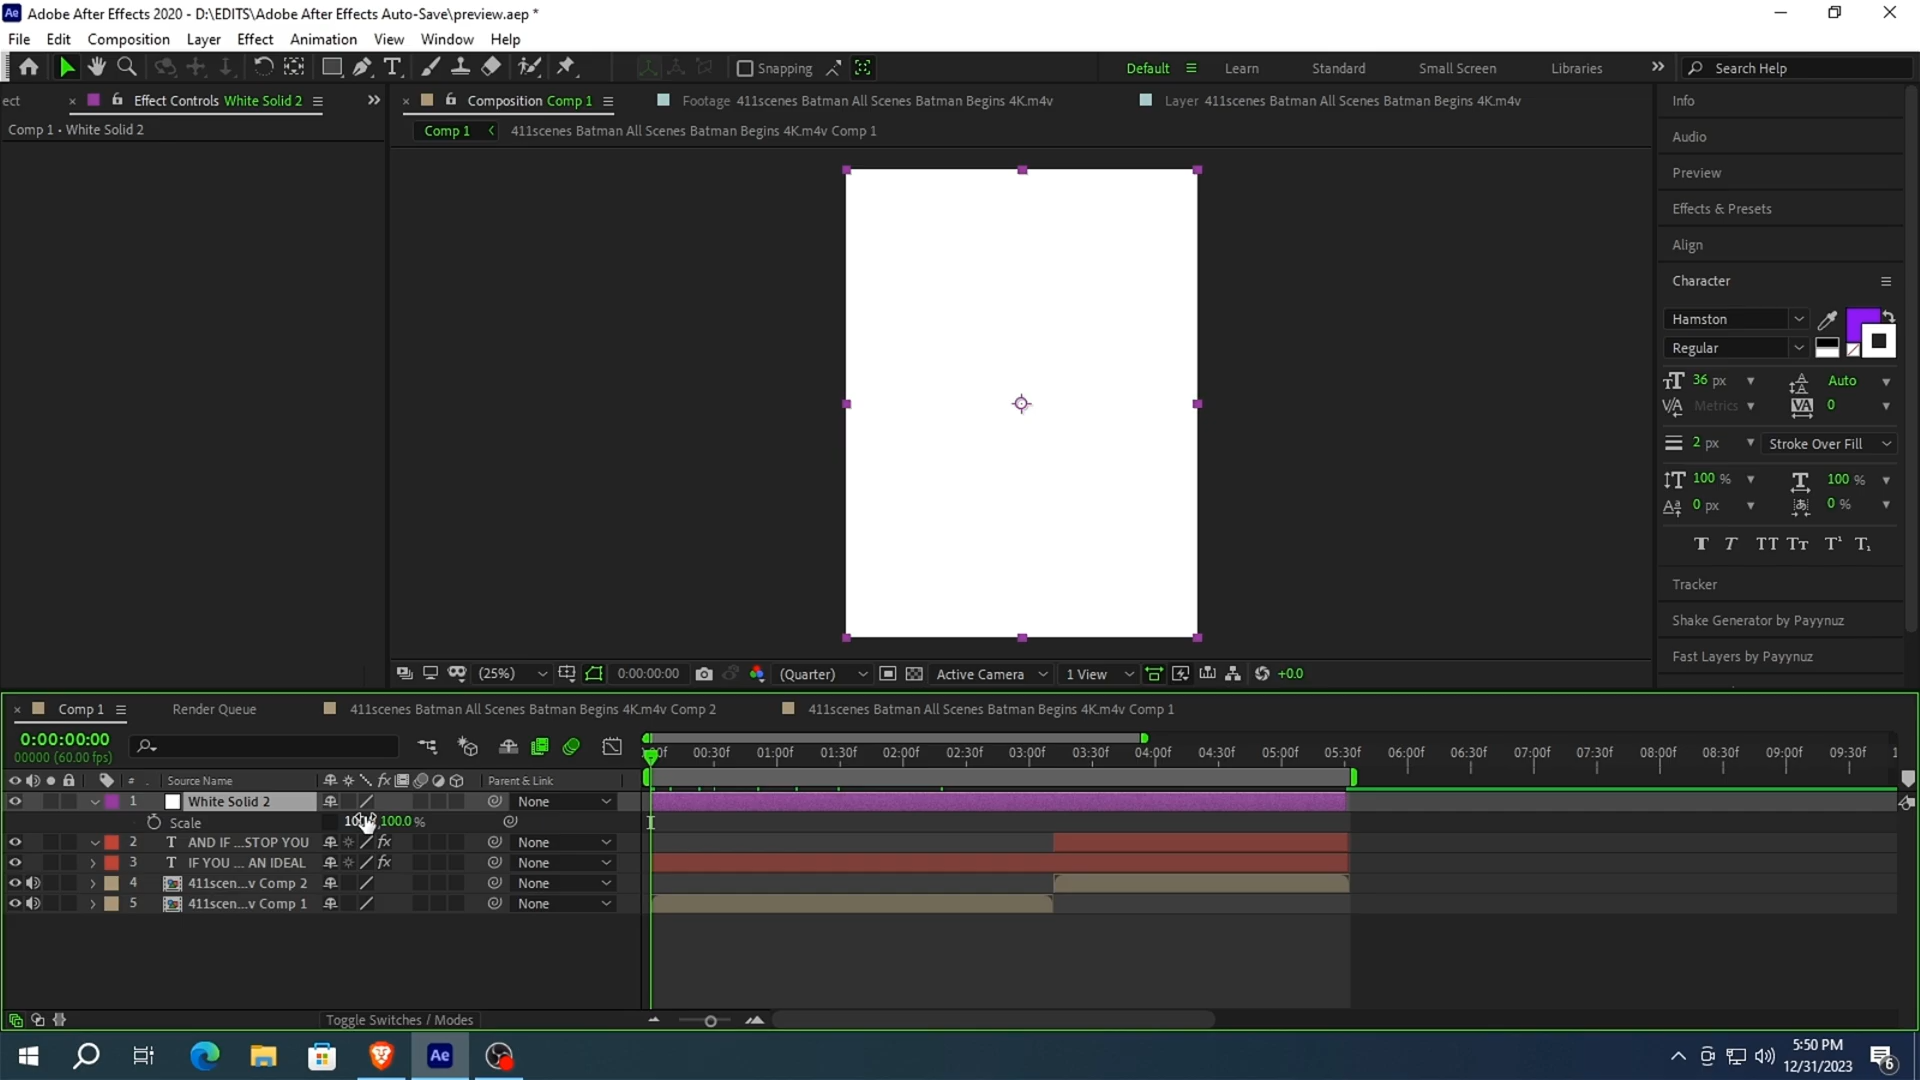 Adobe After Effects 2020 - D:\EDITS\Adobe After Effects Auto-Save\preview.aep *
File Edit Composition Layer Effect Animation View Window Help
Snapping Default Learn Standard Small Screen Libraries Search Help
ect Effect Controls White Solid 2 Composition Comp 1 Footage 411scenes Batman All Scenes Batman Begins 4K.m4v Layer 411scenes Batman All Scenes Batman Begins 4K.m4v Info
Comp 1 • White Solid 2 Comp 1 411scenes Batman All Scenes Batman Begins 4K.m4v Comp 1
Audio
Preview
Effects & Presets
Align
Character
Hamston
Regular
36 px Auto
Metrics 0
2 px Stroke Over Fill
100 % 100 %
0 px 0 %
T T TT Tт T¹ T₁
Tracker
Shake Generator by Payynuz
Fast Layers by Payynuz
(25%) 0:00:00:00 (Quarter) Active Camera 1 View +0.0
Comp 1 Render Queue 411scenes Batman All Scenes Batman Begins 4K.m4v Comp 2 411scenes Batman All Scenes Batman Begins 4K.m4v Comp 1
0:00:00:00
00000 (60.00 fps)
00:30f 01:00f 01:30f 02:00f 02:30f 03:00f 03:30f 04:00f 04:30f 05:00f 05:30f 06:00f 06:30f 07:00f 07:30f 08:00f 08:30f 09:00f 09:30f
# Source Name fx Parent & Link
1 White Solid 2 None
Scale 100.0 %
2 T AND IF ...STOP YOU fx None
3 T IF YOU ... AN IDEAL fx None
4 411scen...v Comp 2 None
5 411scen...v Comp 1 None
Toggle Switches / Modes
Ae
5:50 PM
12/31/2023
6